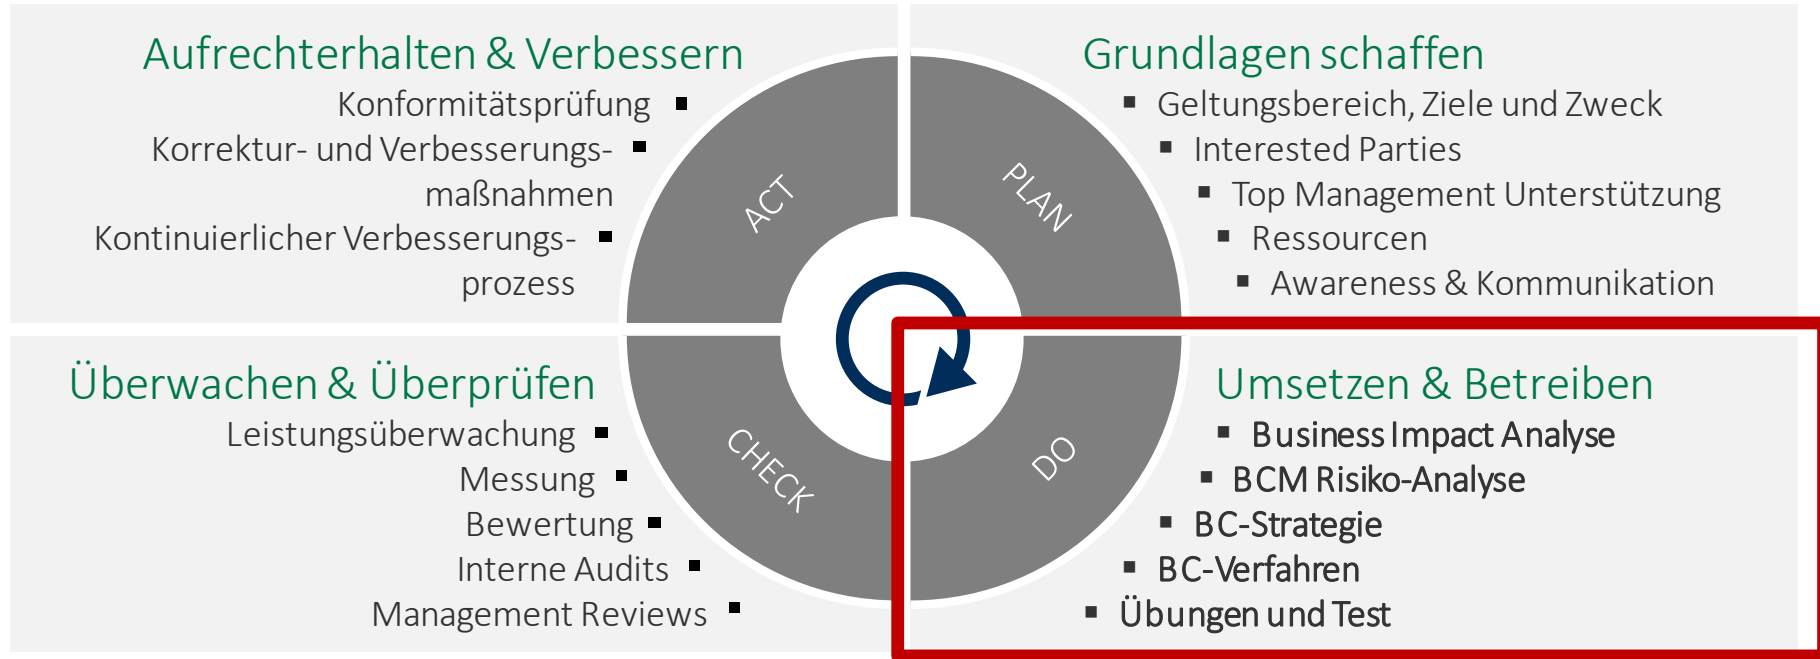 Aufrechterhalten & Verbessern
▪ Konformitätsprüfung
▪ Korrektur- und Verbesserungs-
maßnahmen
▪ Kontinuierlicher Verbesserungs-
prozess
ACT
Grundlagen schaffen
▪ Geltungsbereich, Ziele und Zweck
▪ Interested Parties
▪ Top Management Unterstützung
▪ Ressourcen
▪ Awareness & Kommunikation
PLAN
Überwachen & Überprüfen
▪ Leistungsüberwachung
▪ Messung
▪ Bewertung
▪ Interne Audits
▪ Management Reviews
CHECK
Umsetzen & Betreiben
▪ Business Impact Analyse
▪ BCM Risiko-Analyse
▪ BC-Strategie
▪ BC-Verfahren
▪ Übungen und Test
DO